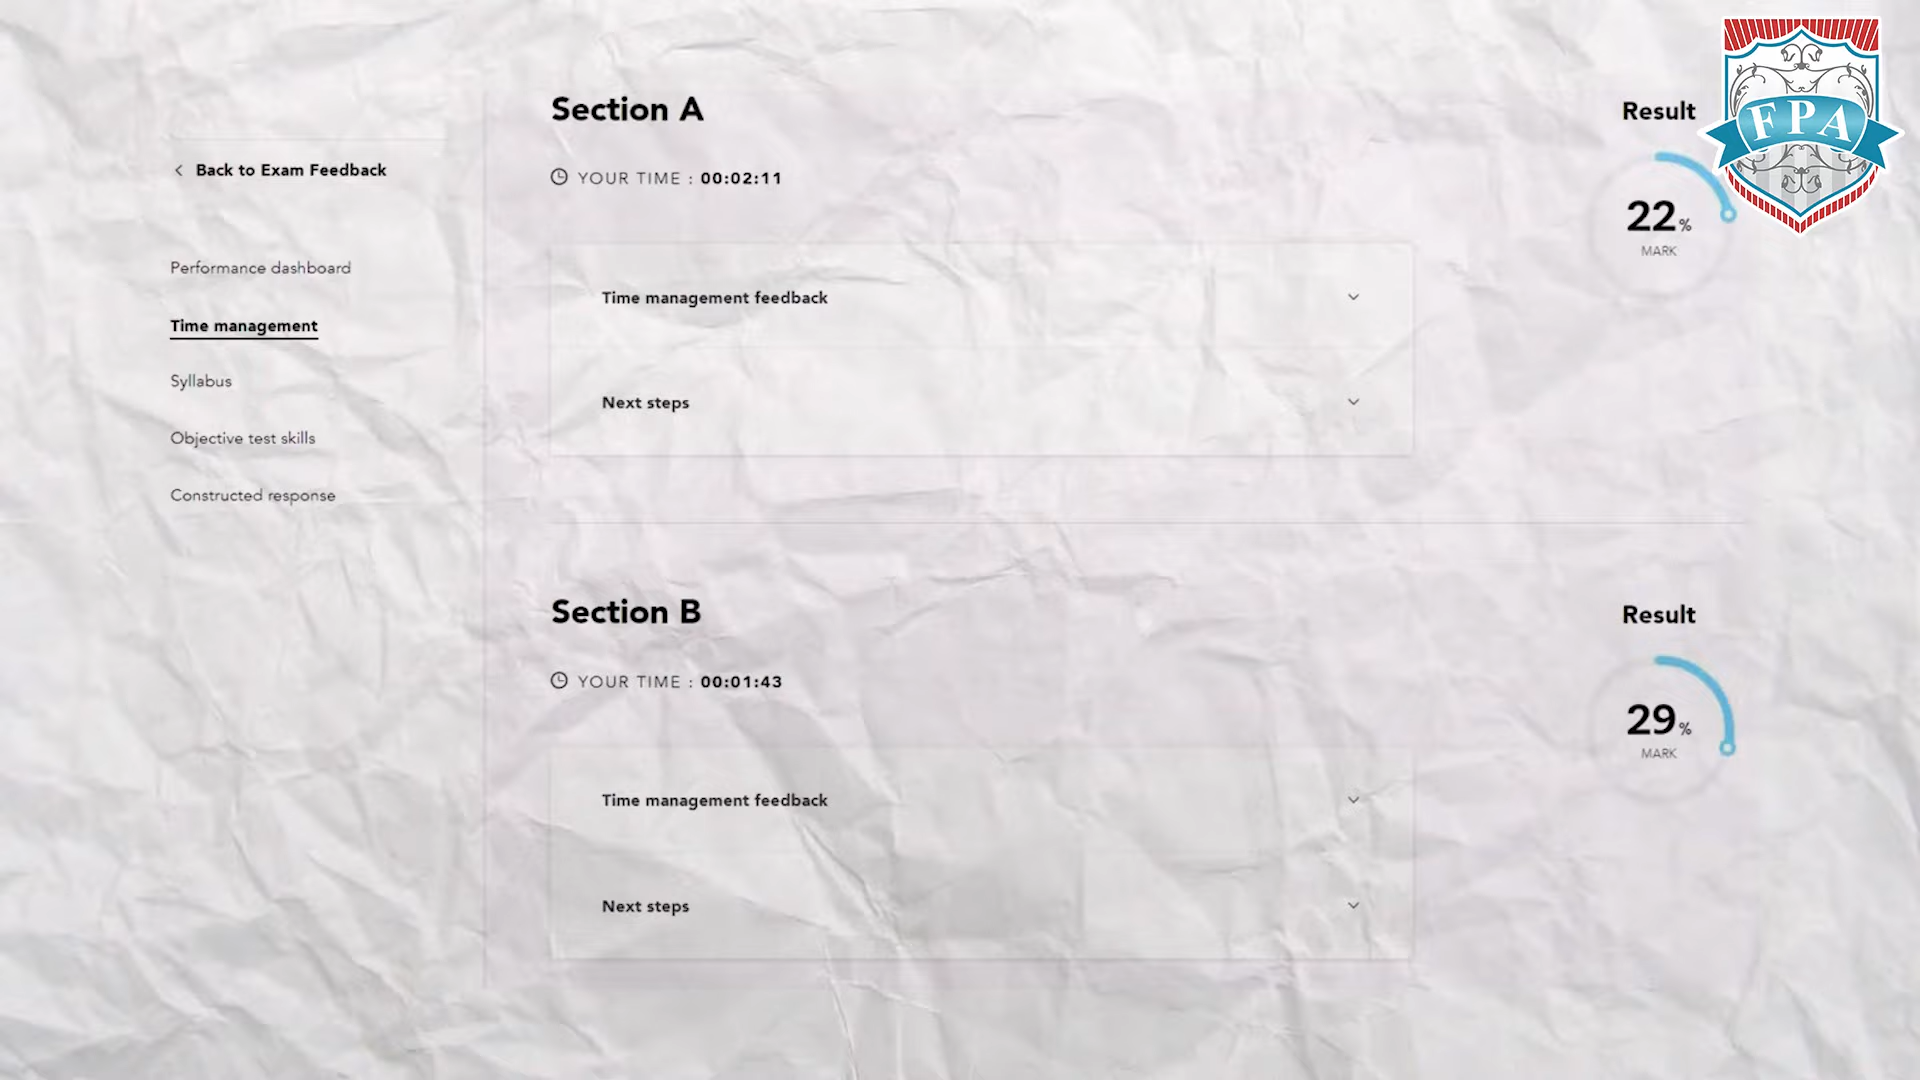 Section A
Result
FPA
Back to Exam Feedback
YOUR TIME : 00:02:11
22%
MARK
Performance dashboard
Time management feedback
Time management
Syllabus
Next steps
Objective test skills
Constructed response
Section B
Result
YOUR TIME : 00:01:43
29%
MARK
Time management feedback
Next steps